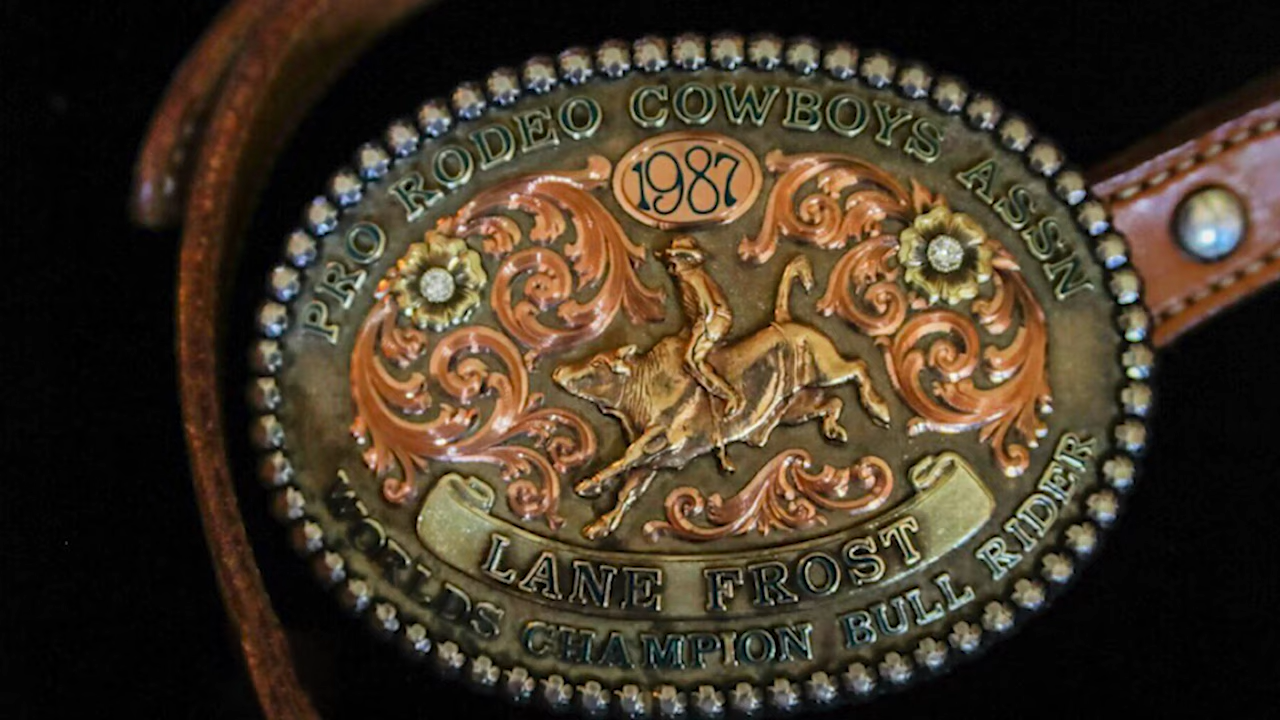 PRO RODEO COWBOYS ASSN
1987
LANE FROST
WORLDS CHAMPION BULL RIDER